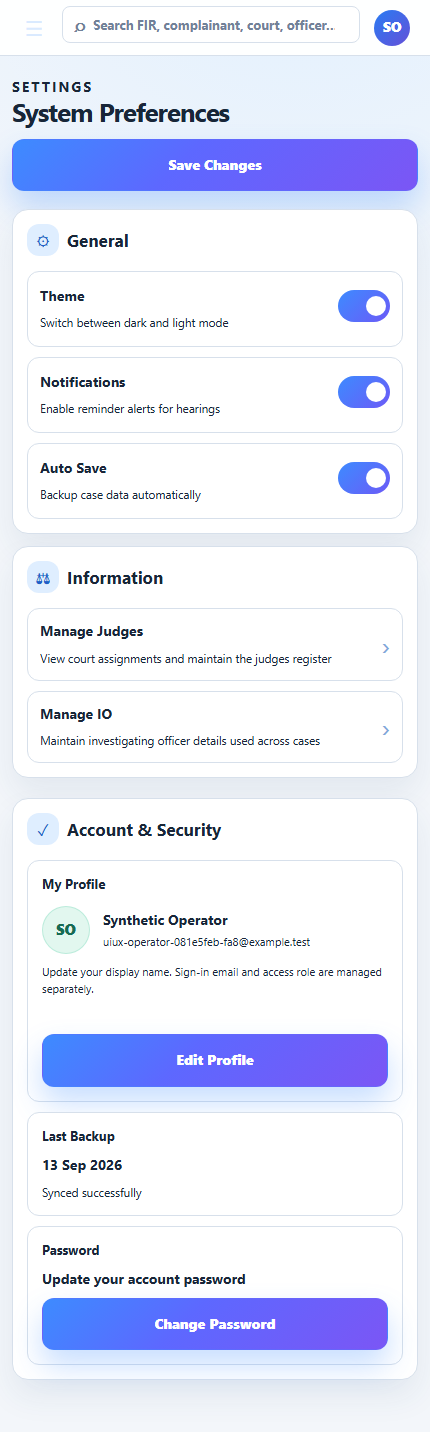 Search FIR, complainant, court, officer...
SO
SETTINGS
System Preferences
Save Changes
General
Theme
Switch between dark and light mode
Notifications
Enable reminder alerts for hearings
Auto Save
Backup case data automatically
Information
Manage Judges
View court assignments and maintain the judges register
Manage IO
Maintain investigating officer details used across cases
Account & Security
My Profile
SO
Synthetic Operator
uiux-operator-081e5feb-fa8@example.test
Update your display name. Sign-in email and access role are managed
separately.
Edit Profile
Last Backup
13 Sep 2026
Synced successfully
Password
Update your account password
Change Password